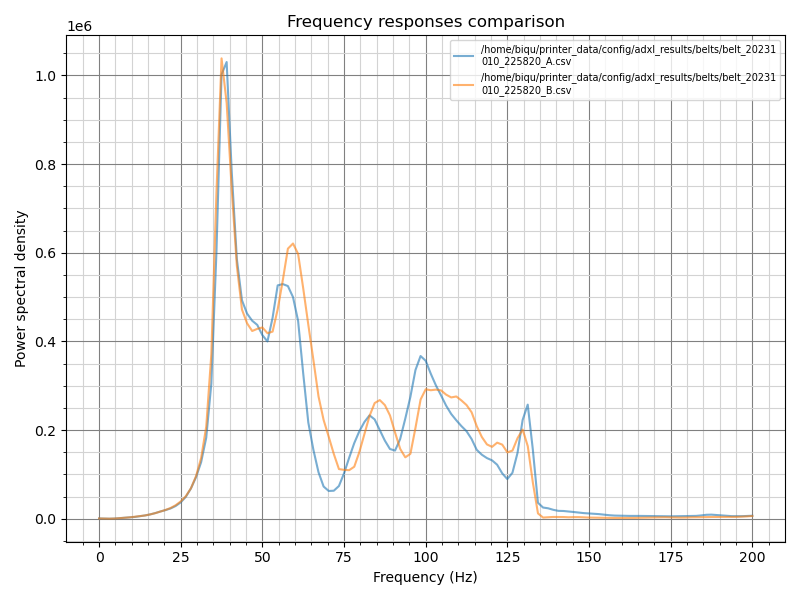 Frequency responses comparison
1e6
/home/biqu/printer_data/config/adxl_results/belts/belt_20231
010_225820_A.csv
/home/biqu/printer_data/config/adxl_results/belts/belt_20231
010_225820_B.csv
1.0
0.8
0.6
0.4
0.2
0.0
Power spectral density
0 25 50 75 100 125 150 175 200
Frequency (Hz)